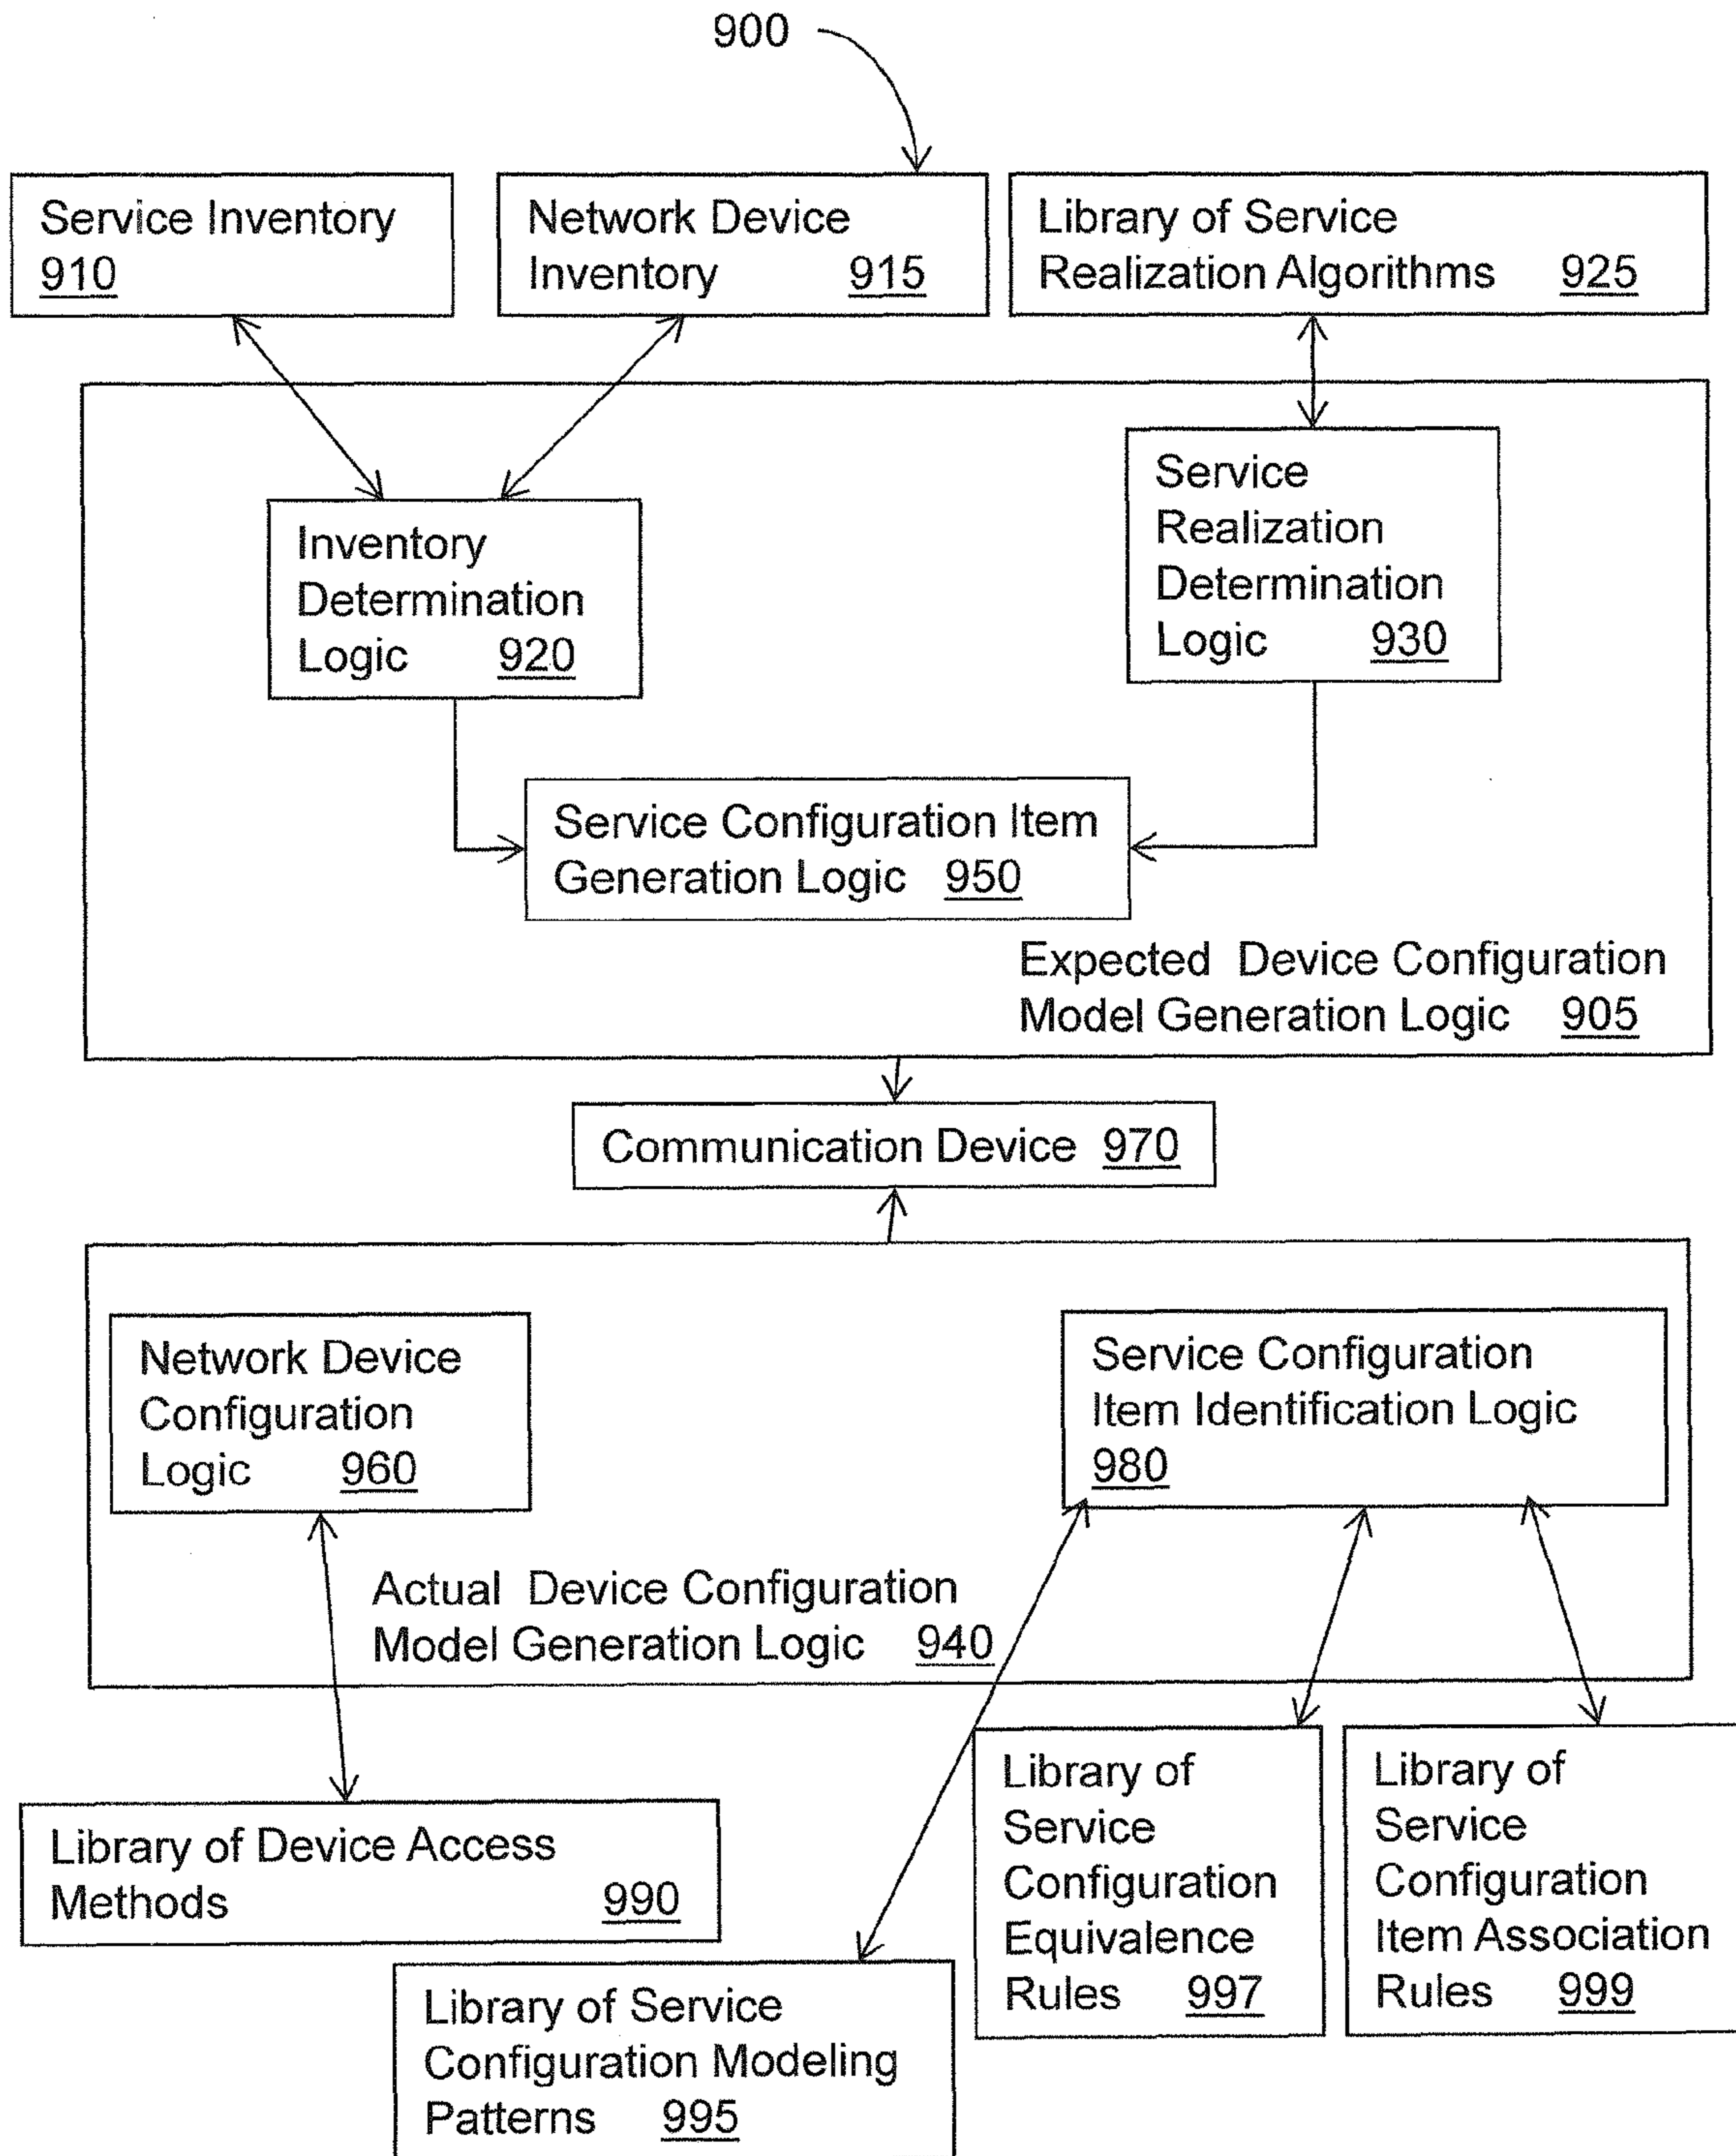 900
Service Inventory
910
Network Device
Inventory 915
Library of Service
Realization Algorithms 925
Inventory
Determination
Logic 920
Service
Realization
Determination
Logic 930
Service Configuration Item
Generation Logic 950
Expected Device Configuration
Model Generation Logic 905
Communication Device 970
Network Device
Configuration
Logic 960
Service Configuration
Item Identification Logic
980
Actual Device Configuration
Model Generation Logic 940
Library of Device Access
Methods 990
Library of Service
Configuration Modeling
Patterns 995
Library of
Service
Configuration
Equivalence
Rules 997
Library of
Service
Configuration
Item Association
Rules 999